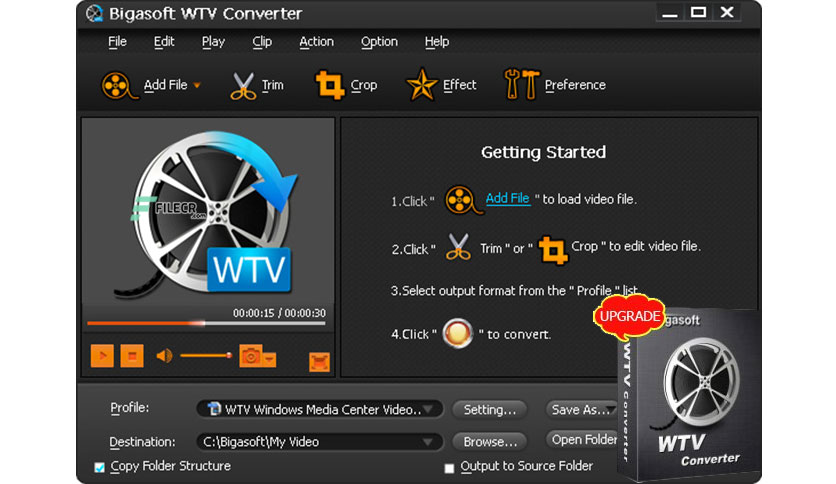 Bigasoft WTV Converter
File Edit Play Clip Action Option Help
Add File Trim Crop Effect Preference
FILECR
.com
WTV
00:00:15 / 00:00:30
Getting Started
1.Click " Add File " to load video file.
2.Click " Trim " or " Crop " to edit video file.
3.Select output format from the " Profile " list.
4.Click " " to convert.
UPGRADE
Profile: WTV Windows Media Center Video.. Setting... Save As...
Destination: C:\Bigasoft\My Video Browse... Open Folder
Copy Folder Structure Output to Source Folder
WTV Converter
WTV
Converter